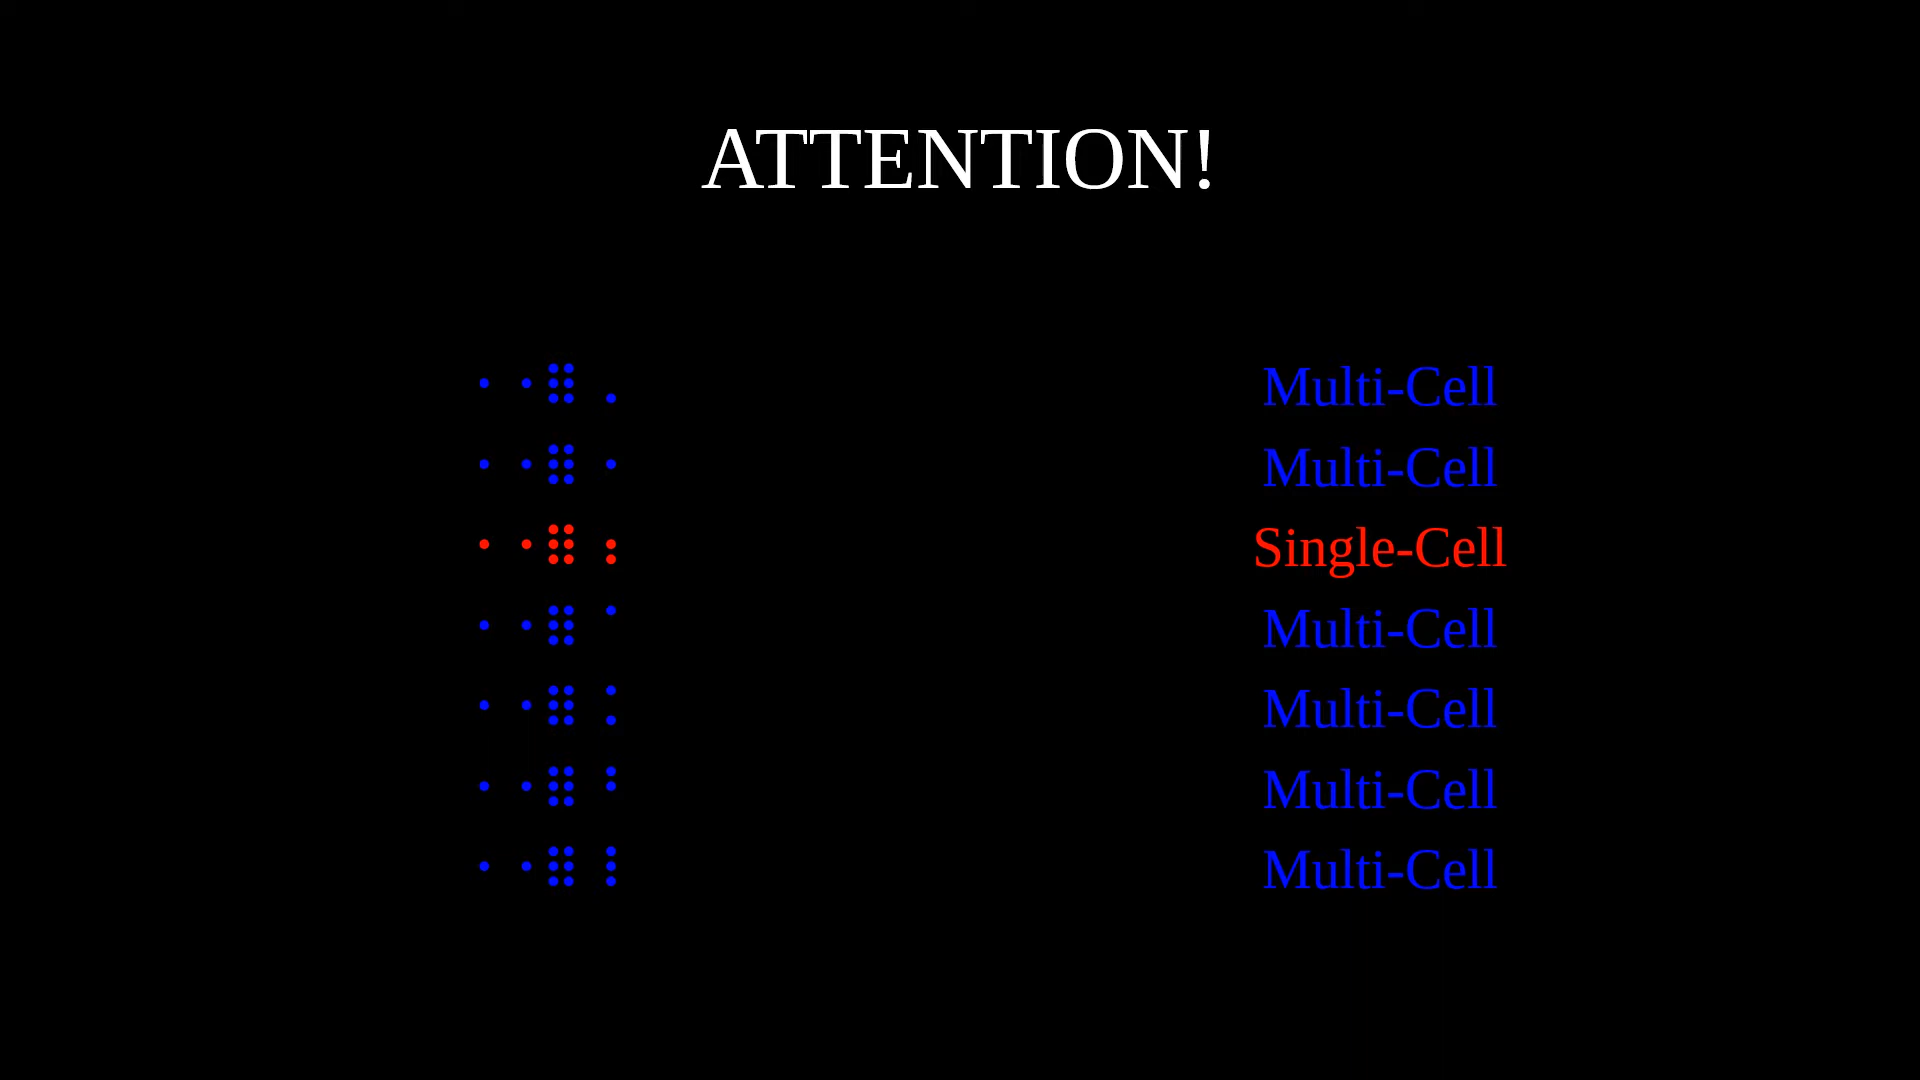 ATTENTION!
⠐⠐⠿⠠ Multi-Cell
⠐⠐⠿⠐ Multi-Cell
⠐⠐⠿⠰ Single-Cell
⠐⠐⠿⠈ Multi-Cell
⠐⠐⠿⠨ Multi-Cell
⠐⠐⠿⠘ Multi-Cell
⠐⠐⠿⠸ Multi-Cell